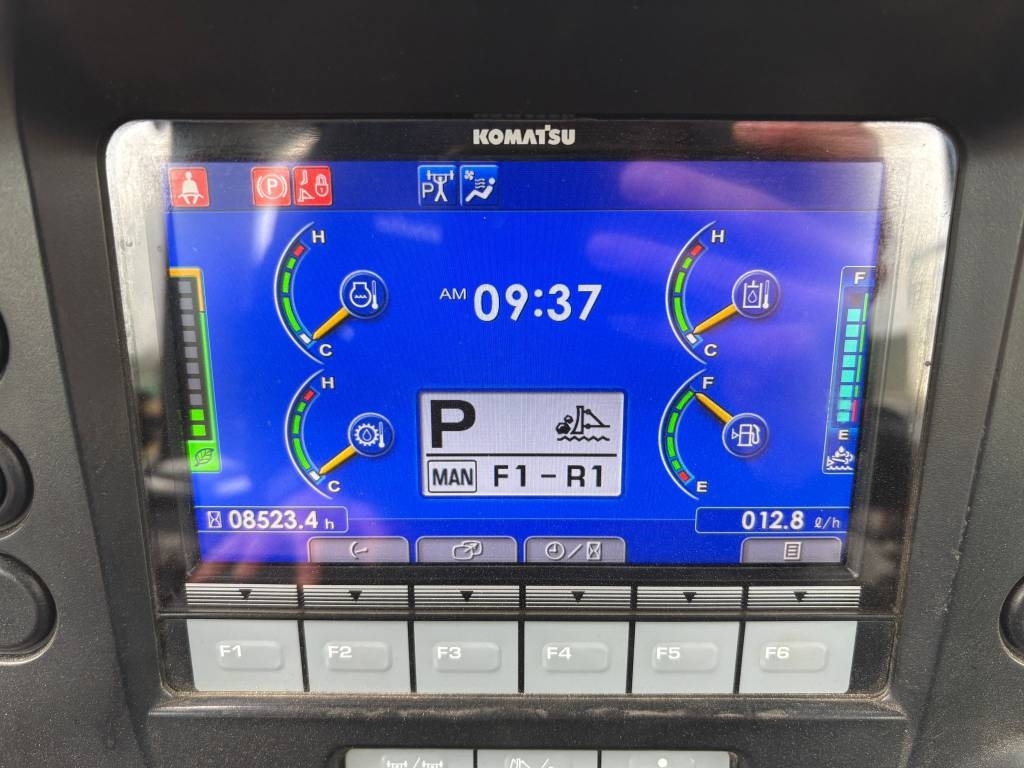 KOMATSU
P P
H H
F
AM 09:37
C C
H F
P
E
MAN F1-R1
C E
08523.4 h 012.8 ℓ/h
F1 F2 F3 F4 F5 F6